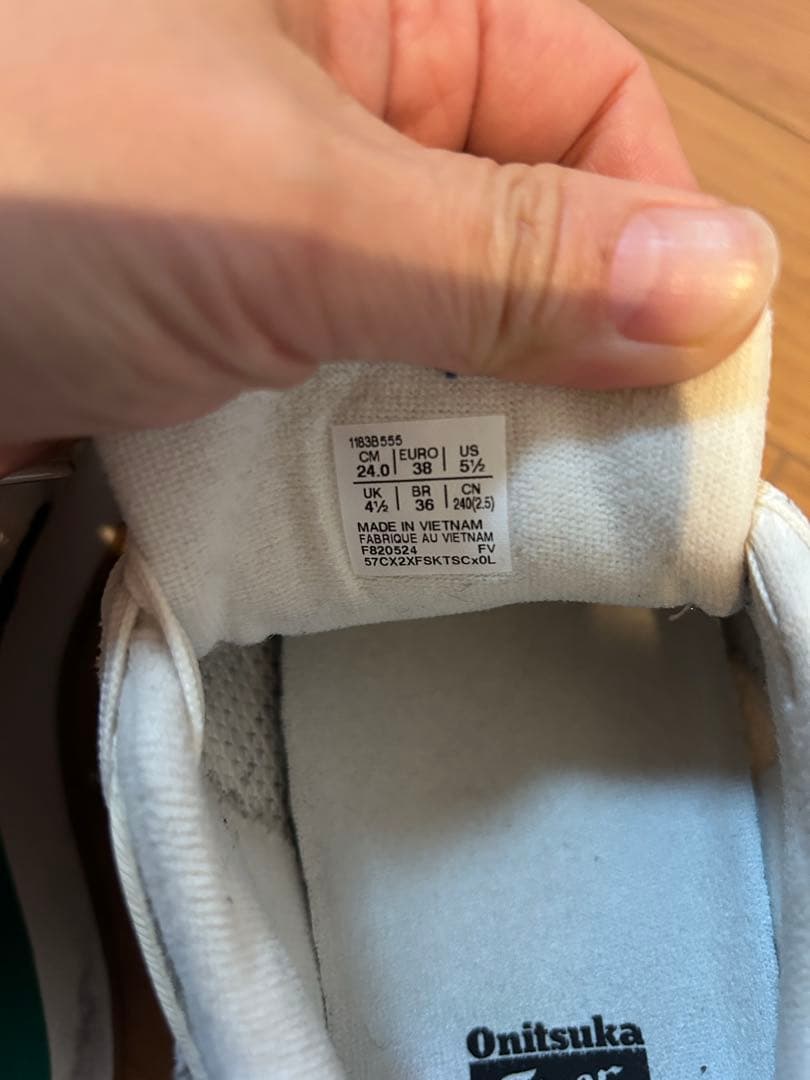 1183B555
CM EURO US
24.0 38 5½
UK BR CN
4½ 36 240(2.5)
MADE IN VIETNAM
FABRIQUE AU VIETNAM
F820524 FV
57CX2XFSKTSCx0L
Onitsuka